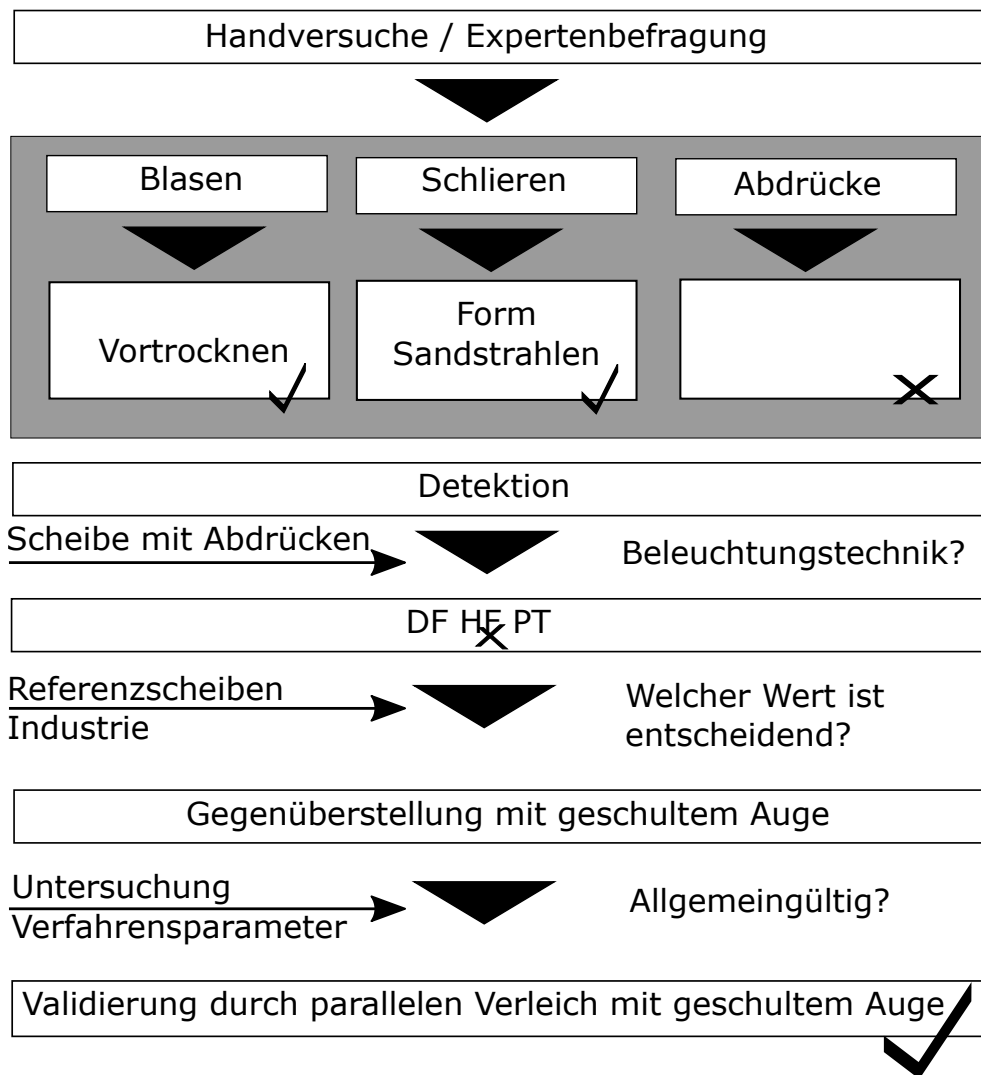 Handversuche / Expertenbefragung
Blasen
Schlieren
Abdrücke
Vortrocknen
Form
Sandstrahlen
Detektion
Scheibe mit Abdrücken
Beleuchtungstechnik?
DF HF PT
Referenzscheiben
Industrie
Welcher Wert ist
entscheidend?
Gegenüberstellung mit geschultem Auge
Untersuchung
Verfahrensparameter
Allgemeingültig?
Validierung durch parallelen Verleich mit geschultem Auge